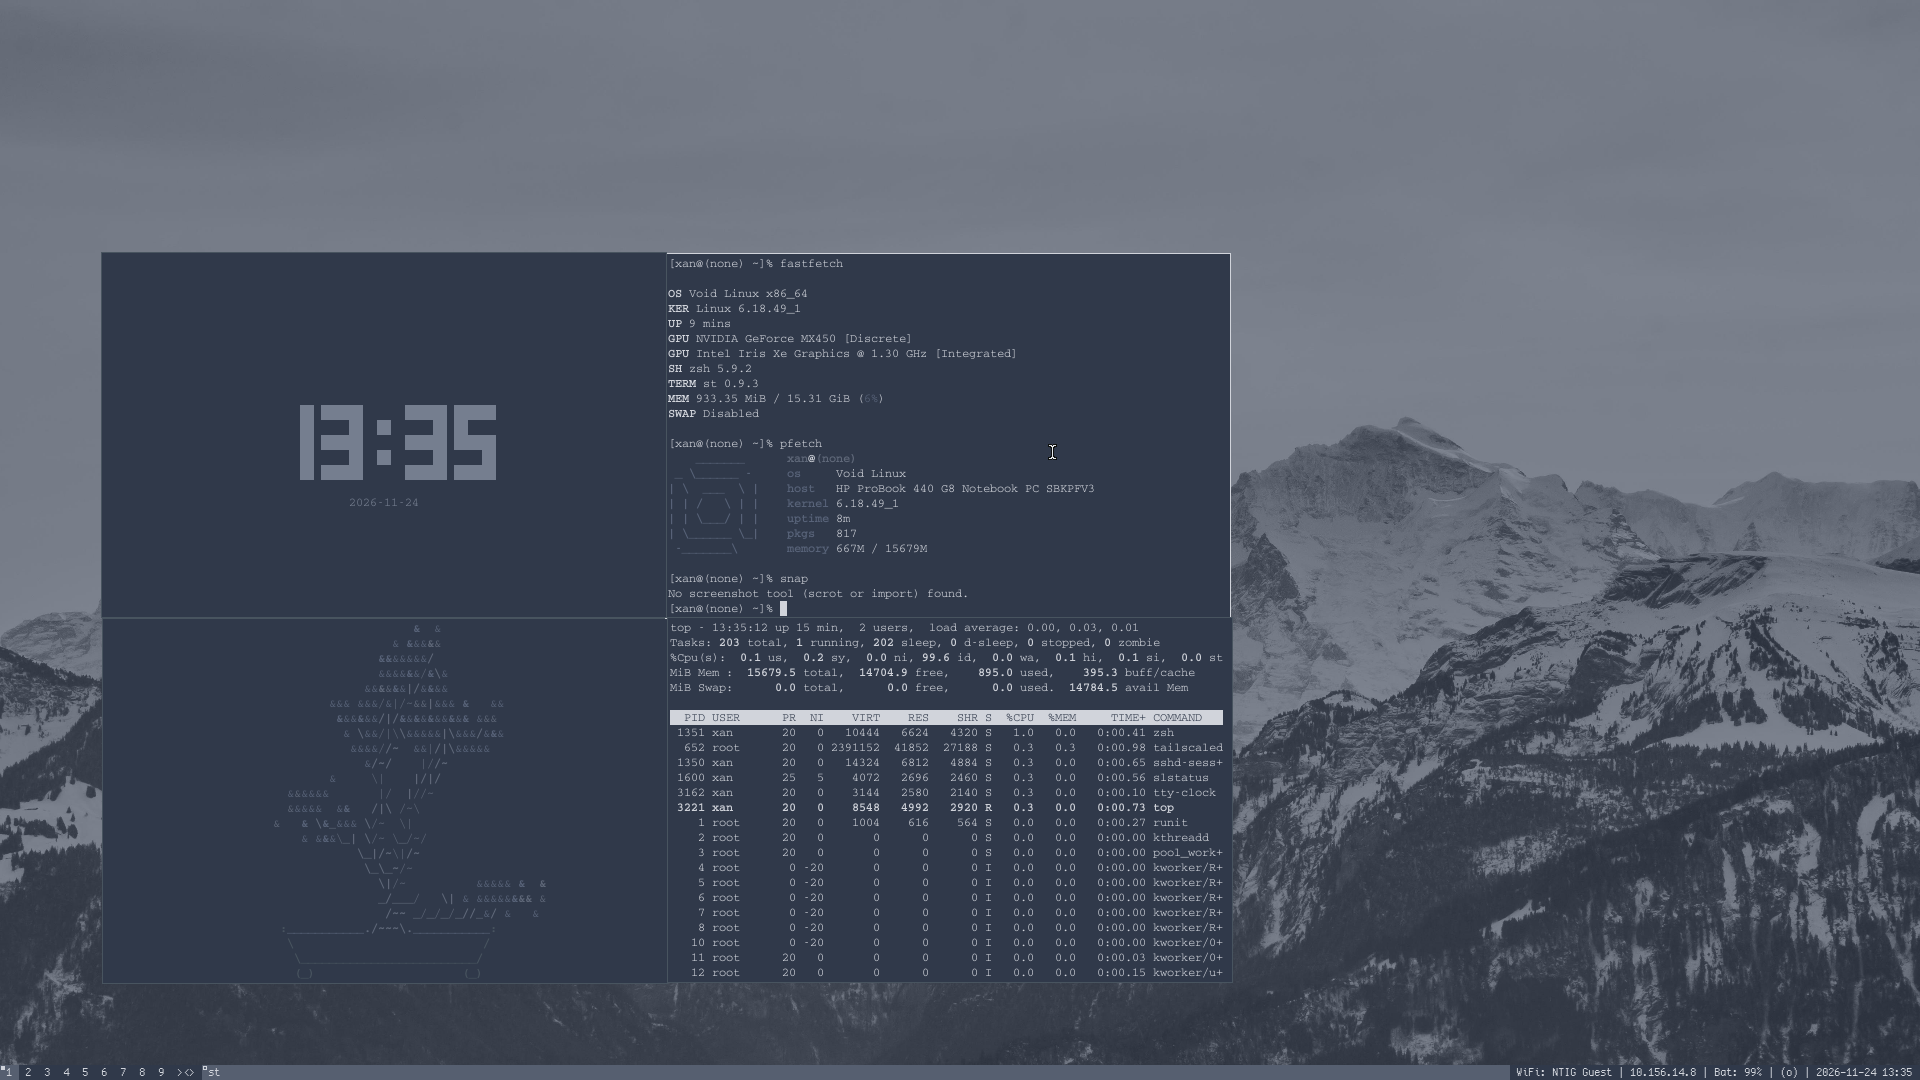 13:35
2026-11-24
[xan@(none) ~]% fastfetch
OS Void Linux x86_64
KER Linux 6.18.49_1
UP 9 mins
GPU NVIDIA GeForce MX450 [Discrete]
GPU Intel Iris Xe Graphics @ 1.30 GHz [Integrated]
SH zsh 5.9.2
TERM st 0.9.3
MEM 933.35 MiB / 15.31 GiB (6%)
SWAP Disabled
[xan@(none) ~]% pfetch
xan@(none)
os Void Linux
host HP ProBook 440 G8 Notebook PC SBKPFV3
kernel 6.18.49_1
uptime 8m
pkgs 817
memory 667M / 15679M
[xan@(none) ~]% snap
No screenshot tool (scrot or import) found.
[xan@(none) ~]%
top - 13:35:12 up 15 min,  2 users,  load average: 0.00, 0.03, 0.01
Tasks: 203 total, 1 running, 202 sleep, 0 d-sleep, 0 stopped, 0 zombie
%Cpu(s):  0.1 us,  0.2 sy,  0.0 ni, 99.6 id,  0.0 wa,  0.1 hi,  0.1 si,  0.0 st
MiB Mem :  15679.5 total,  14704.9 free,    895.0 used,    395.3 buff/cache
MiB Swap:      0.0 total,      0.0 free,      0.0 used.  14784.5 avail Mem
PID USER PR NI VIRT RES SHR S %CPU %MEM TIME+ COMMAND
1351 xan 20 0 10444 6624 4320 S 1.0 0.0 0:00.41 zsh
652 root 20 0 2391152 41852 27188 S 0.3 0.3 0:00.98 tailscaled
1350 xan 20 0 14324 6812 4884 S 0.3 0.0 0:00.65 sshd-sess+
1600 xan 25 5 4072 2696 2460 S 0.3 0.0 0:00.56 slstatus
3162 xan 20 0 3144 2580 2140 S 0.3 0.0 0:00.10 tty-clock
3221 xan 20 0 8548 4992 2920 R 0.3 0.0 0:00.73 top
1 root 20 0 1004 616 564 S 0.0 0.0 0:00.27 runit
2 root 20 0 0 0 0 S 0.0 0.0 0:00.00 kthreadd
3 root 20 0 0 0 0 S 0.0 0.0 0:00.00 pool_work+
4 root 0 -20 0 0 0 I 0.0 0.0 0:00.00 kworker/R+
5 root 0 -20 0 0 0 I 0.0 0.0 0:00.00 kworker/R+
6 root 0 -20 0 0 0 I 0.0 0.0 0:00.00 kworker/R+
7 root 0 -20 0 0 0 I 0.0 0.0 0:00.00 kworker/R+
8 root 0 -20 0 0 0 I 0.0 0.0 0:00.00 kworker/R+
10 root 0 -20 0 0 0 I 0.0 0.0 0:00.00 kworker/0+
11 root 20 0 0 0 0 I 0.0 0.0 0:00.03 kworker/0+
12 root 20 0 0 0 0 I 0.0 0.0 0:00.15 kworker/u+
1 2 3 4 5 6 7 8 9 ><> st
WiFi: NTIG Guest | 10.156.14.8 | Bat: 99% | (o) | 2026-11-24 13:35